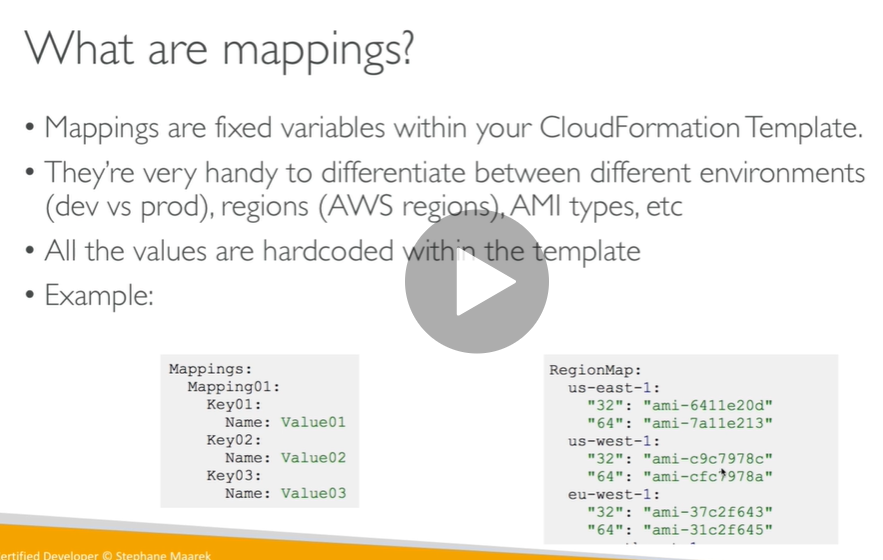 What are mappings?
• Mappings are fixed variables within your CloudFormation Template.
• They're very handy to differentiate between different environments
(dev vs prod), regions (AWS regions), AMI types, etc
• All the values are hardcoded within the template
• Example:
Mappings:
Mapping01:
Key01:
Name: Value01
Key02:
Name: Value02
Key03:
Name: Value03
RegionMap:
us-east-1:
"32": "ami-6411e20d"
"64": "ami-7a11e213"
us-west-1:
"32": "ami-c9c7978c"
"64": "ami-cfc7978a"
eu-west-1:
"32": "ami-37c2f643"
"64": "ami-31c2f645"
ertified Developer © Stephane Maarek